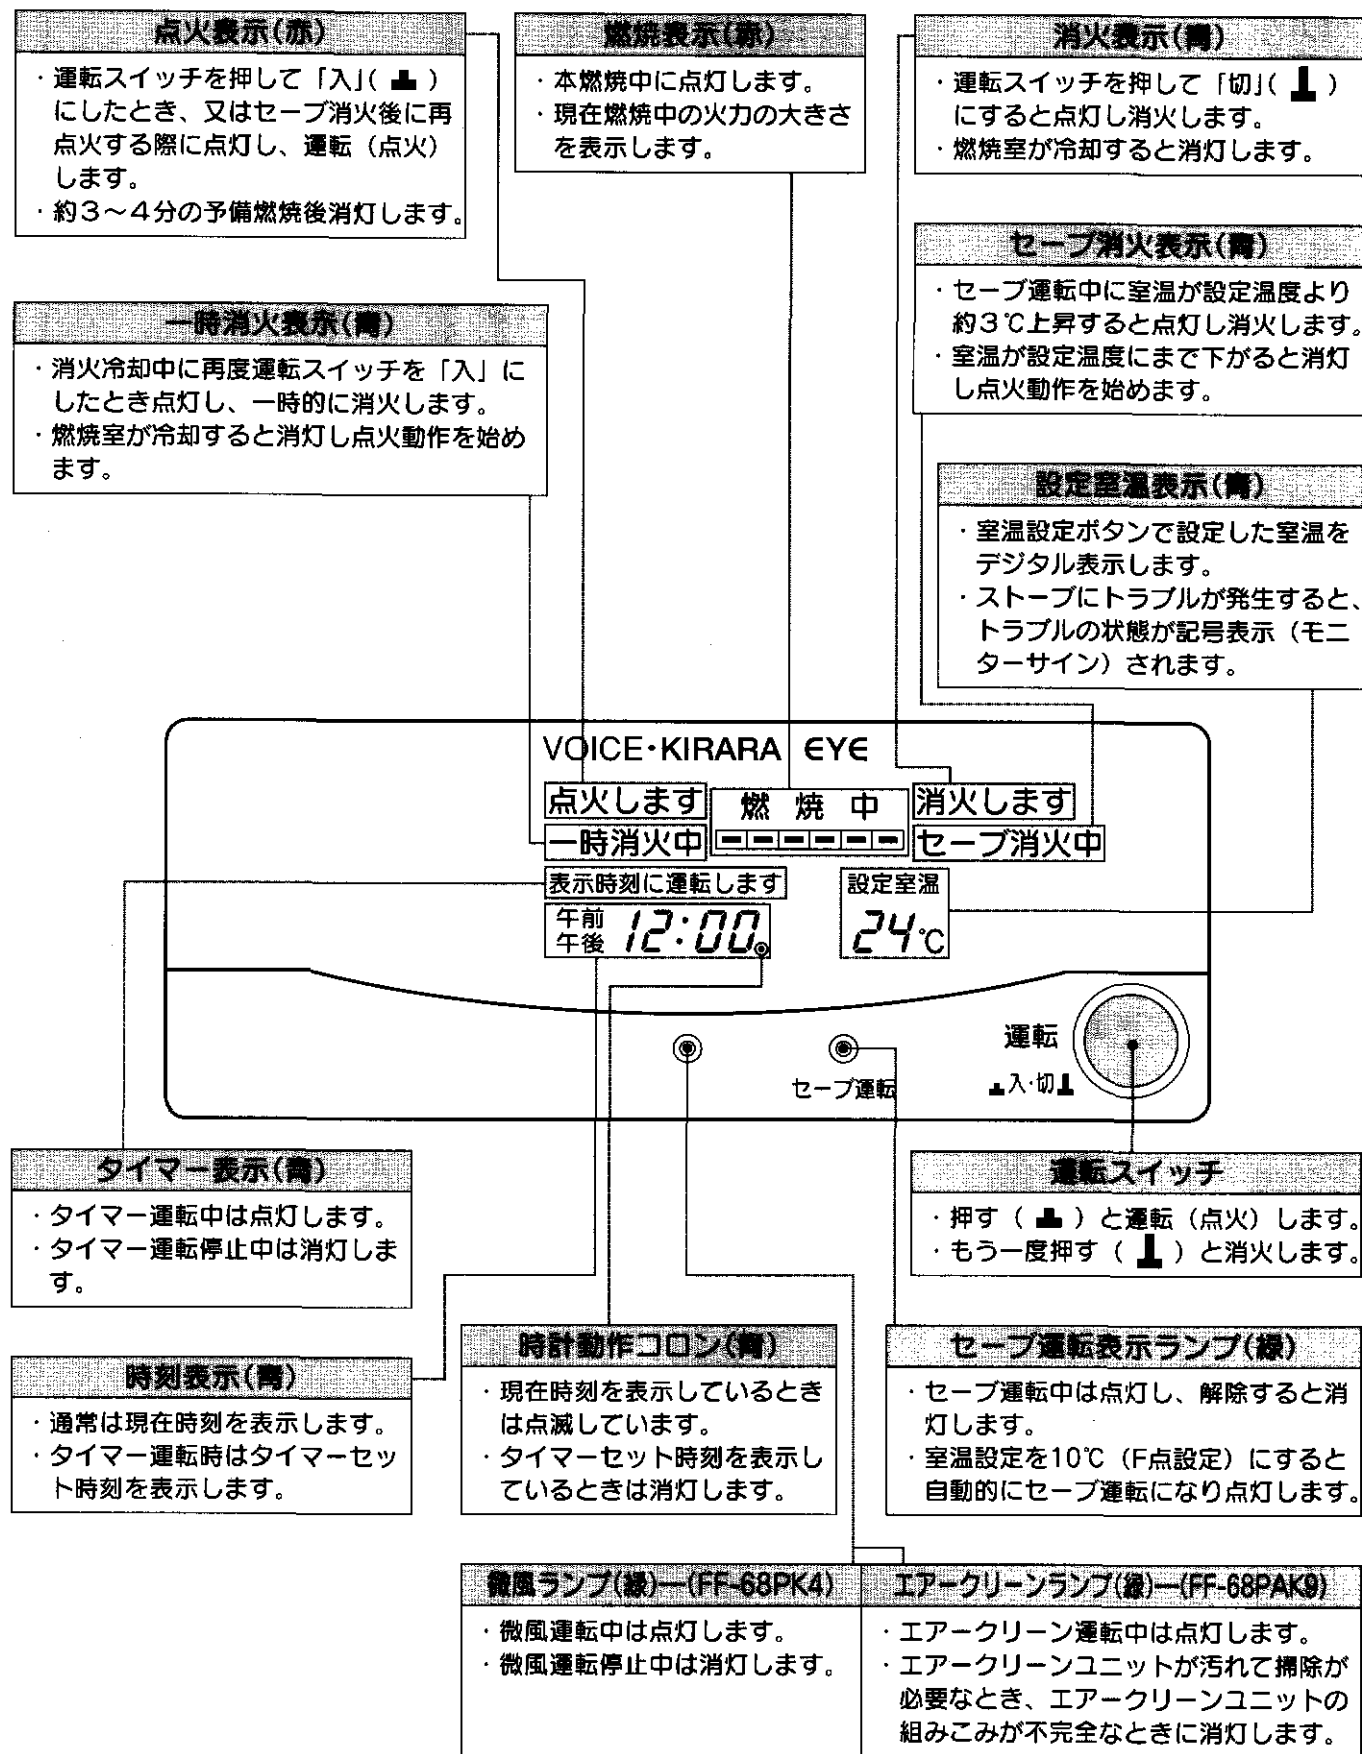 点火表示(赤)
・運転スイッチを押して「入」( )
にしたとき、又はセーブ消火後に再
点火する際に点灯し、運転（点火）
します。
・約３～４分の予備燃焼後消灯します。
燃焼表示(赤)
・本燃焼中に点灯します。
・現在燃焼中の火力の大きさ
を表示します。
消火表示(青)
・運転スイッチを押して「切」( )
にすると点灯し消火します。
・燃焼室が冷却すると消灯します。
セーブ消火表示(青)
・セーブ運転中に室温が設定温度より
約３℃上昇すると点灯し消火します。
・室温が設定温度にまで下がると消灯
し点火動作を始めます。
一時消火表示(青)
・消火冷却中に再度運転スイッチを「入」に
したとき点灯し、一時的に消火します。
・燃焼室が冷却すると消灯し点火動作を始め
ます。
設定室温表示(青)
・室温設定ボタンで設定した室温を
デジタル表示します。
・ストーブにトラブルが発生すると、
トラブルの状態が記号表示（モニ
ターサイン）されます。
VOICE・KIRARA EYE
点火します 燃焼中 消火します
一時消火中 セーブ消火中
表示時刻に運転します 設定室温
午前
午後 12:00 24℃
運転
セーブ運転 入・切
タイマー表示(青)
・タイマー運転中は点灯します。
・タイマー運転停止中は消灯しま
す。
運転スイッチ
・押す（ ）と運転（点火）します。
・もう一度押す（ ）と消火します。
時刻表示(青)
・通常は現在時刻を表示します。
・タイマー運転時はタイマーセッ
ト時刻を表示します。
時計動作コロン(青)
・現在時刻を表示しているとき
は点滅しています。
・タイマーセット時刻を表示し
ているときは消灯します。
セーブ運転表示ランプ(緑)
・セーブ運転中は点灯し、解除すると消
灯します。
・室温設定を10℃（F点設定）にすると
自動的にセーブ運転になり点灯します。
微風ランプ(緑)―(FF-68PK4)
・微風運転中は点灯します。
・微風運転停止中は消灯します。
エアークリーンランプ(緑)―(FF-68PAK9)
・エアークリーン運転中は点灯します。
・エアークリーンユニットが汚れて掃除が
必要なとき、エアークリーンユニットの
組みこみが不完全なときに消灯します。